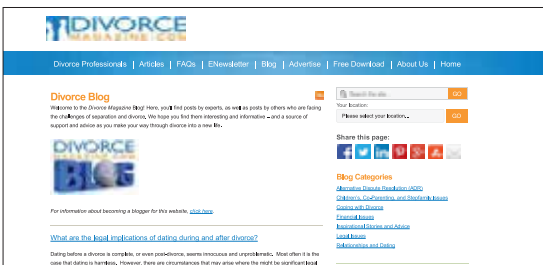 DIVORCE
MAGAZINE.COM
Divorce Professionals | Articles | FAQs | ENewsletter | Blog | Advertise | Free Download | About Us | Home
Divorce Blog
Welcome to the Divorce Magazine Blog! Here, you'll find posts by experts, as well as posts by others who are facing
the challenges of separation and divorce. We hope you find them interesting and informative – and a source of
support and advice as you make your way through divorce into a new life.
DIVORCE
MAGAZINE.COM
BLOG
For information about becoming a blogger for this website, click here.
What are the legal implications of dating during and after divorce?
Dating before a divorce is complete, or even post-divorce, seems innocuous and unproblematic. Most often it is the
case that dating is harmless. However, there are circumstances that may arise where the might be significant legal
Search the site...
GO
Your location:
Please select your location...
GO
Share this page:
Blog Categories
Alternative Dispute Resolution (ADR)
Children's, Co-Parenting, and Stepfamily Issues
Coping with Divorce
Financial Issues
Inspirational Stories and Advice
Legal Issues
Relationships and Dating